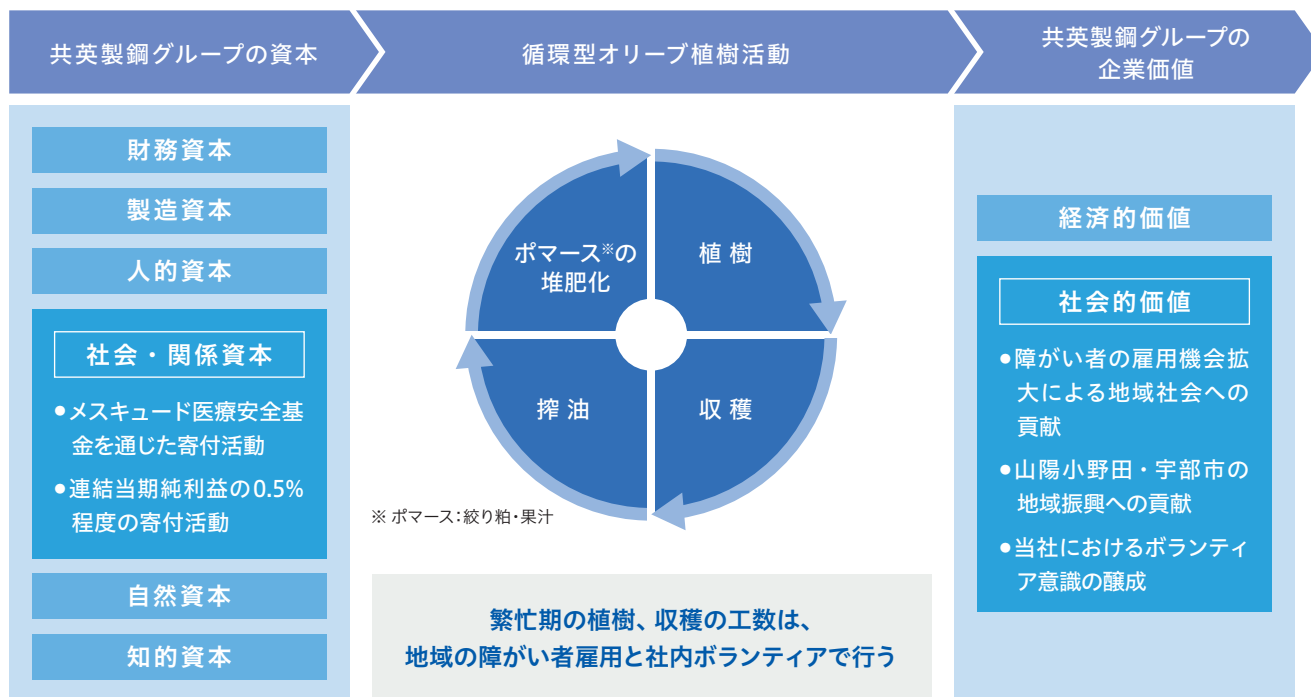 共英製鋼グループの資本
循環型オリーブ植樹活動
共英製鋼グループの
企業価値
財務資本
製造資本
人的資本
社会・関係資本
●メスキュード医療安全基
金を通じた寄付活動
●連結当期純利益の0.5%
程度の寄付活動
自然資本
知的資本
ポマース※の
堆肥化
植樹
搾油
収穫
※ ポマース：絞り粕・果汁
繁忙期の植樹、収穫の工数は、
地域の障がい者雇用と社内ボランティアで行う
経済的価値
社会的価値
●障がい者の雇用機会拡
大による地域社会への
貢献
●山陽小野田・宇部市の
地域振興への貢献
●当社におけるボランティ
ア意識の醸成